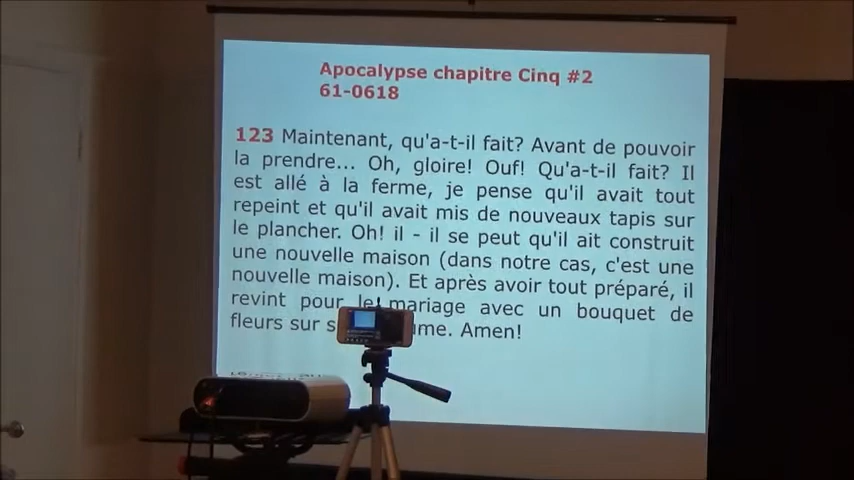 Apocalypse chapitre Cinq #2
61-0618
123 Maintenant, qu'a-t-il fait? Avant de pouvoir
la prendre... Oh, gloire! Ouf! Qu'a-t-il fait? Il
est allé à la ferme, je pense qu'il avait tout
repeint et qu'il avait mis de nouveaux tapis sur
le plancher. Oh! il - il se peut qu'il ait construit
une nouvelle maison (dans notre cas, c'est une
nouvelle maison). Et après avoir tout préparé, il
revint pour le mariage avec un bouquet de
fleurs sur Amen!